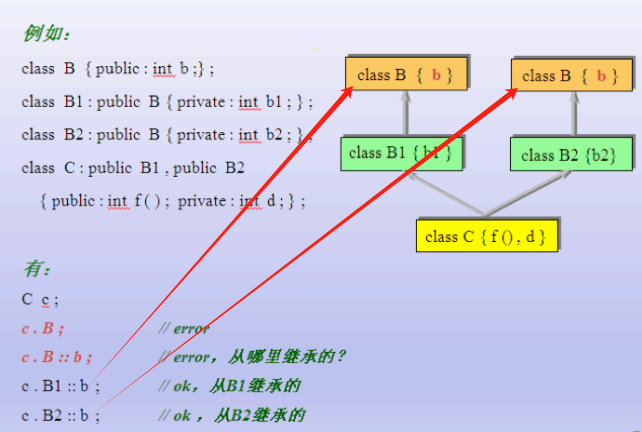 例如：
class B { public : int b ;} ;
class B1 : public B { private : int b1 ; } ;
class B2 : public B { private : int b2 ; } ;
class C : public B1 , public B2
{ public : int f ( ) ; private : int d ; } ;
class B { b }
class B { b }
class B1 { b1 }
class B2 {b2}
class C { f () , d }
有：
C c ;
c . B ; // error
c . B :: b ; // error，从哪里继承的？
c . B1 :: b ; // ok，从B1继承的
c . B2 :: b ; // ok ，从B2继承的